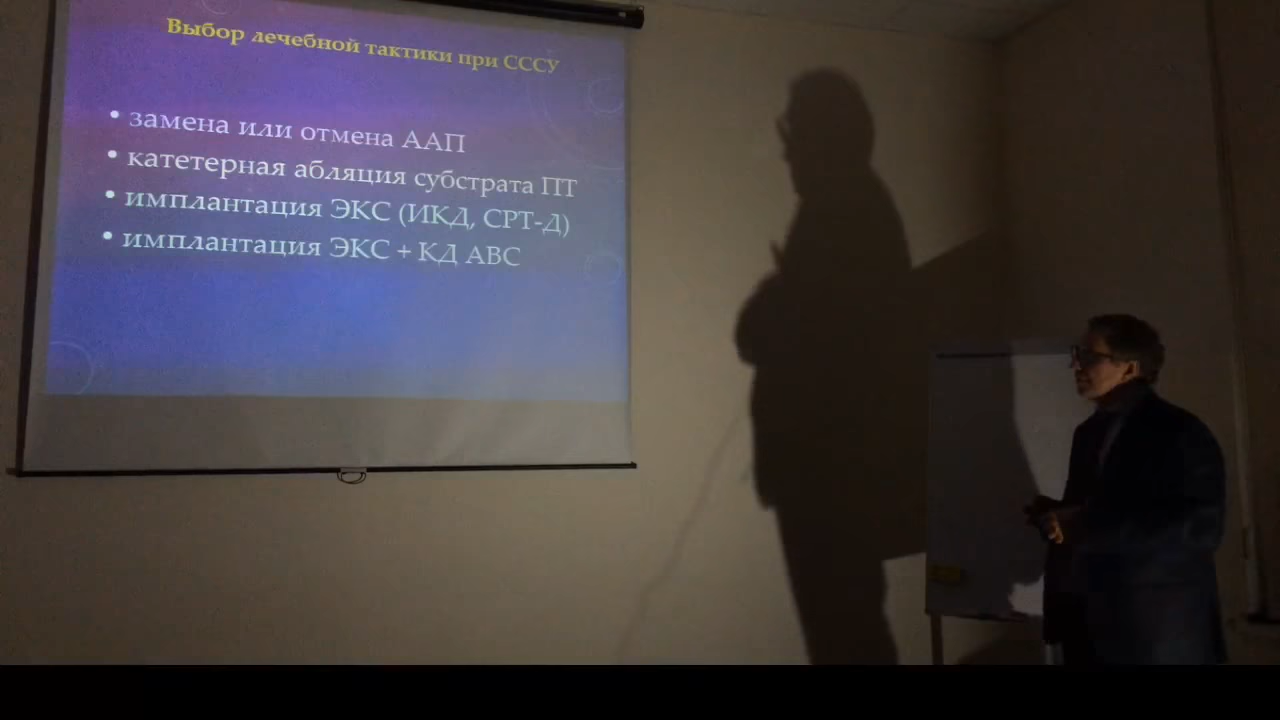 Выбор лечебной тактики при СССУ
• замена или отмена ААП
• катетерная абляция субстрата ПТ
• имплантация ЭКС (ИКД, СРТ-Д)
• имплантация ЭКС + КД АВС